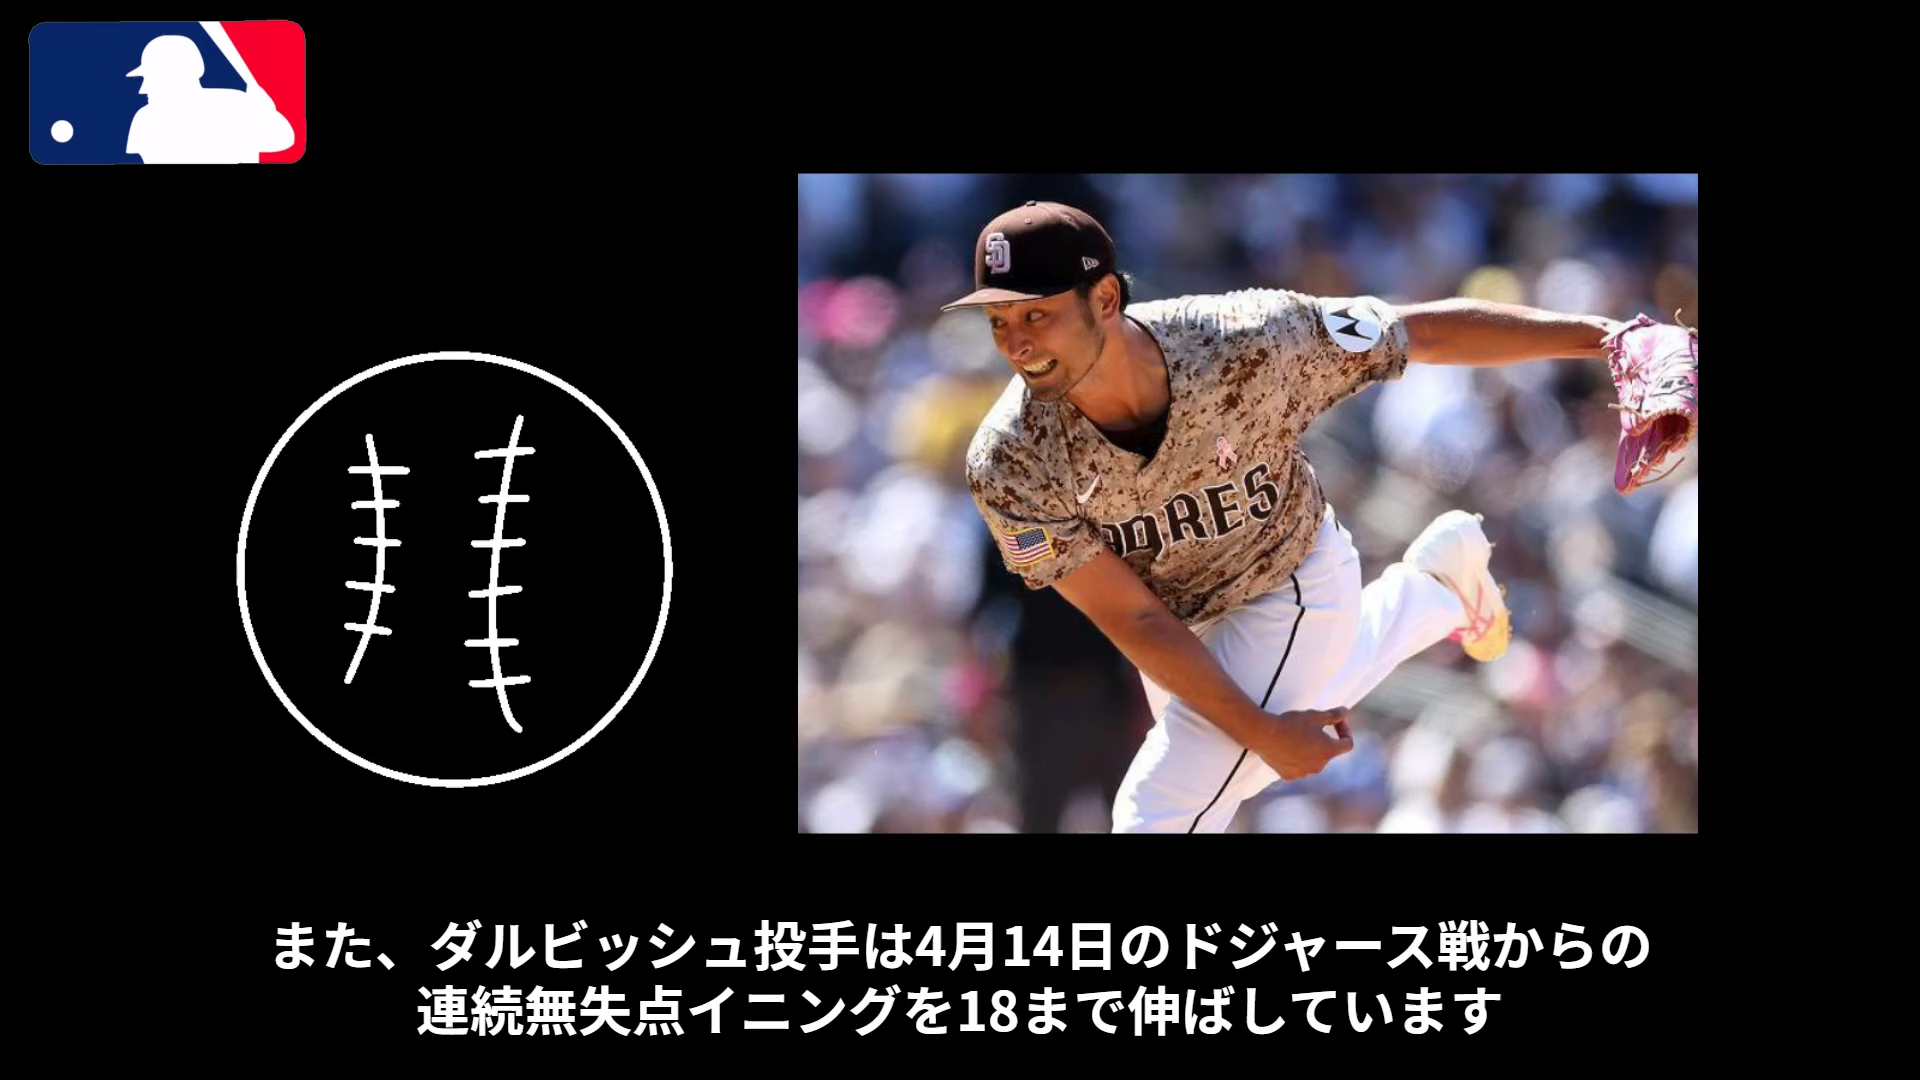 SD
PADRES
また、ダルビッシュ投手は4月14日のドジャース戦からの
連続無失点イニングを18まで伸ばしています